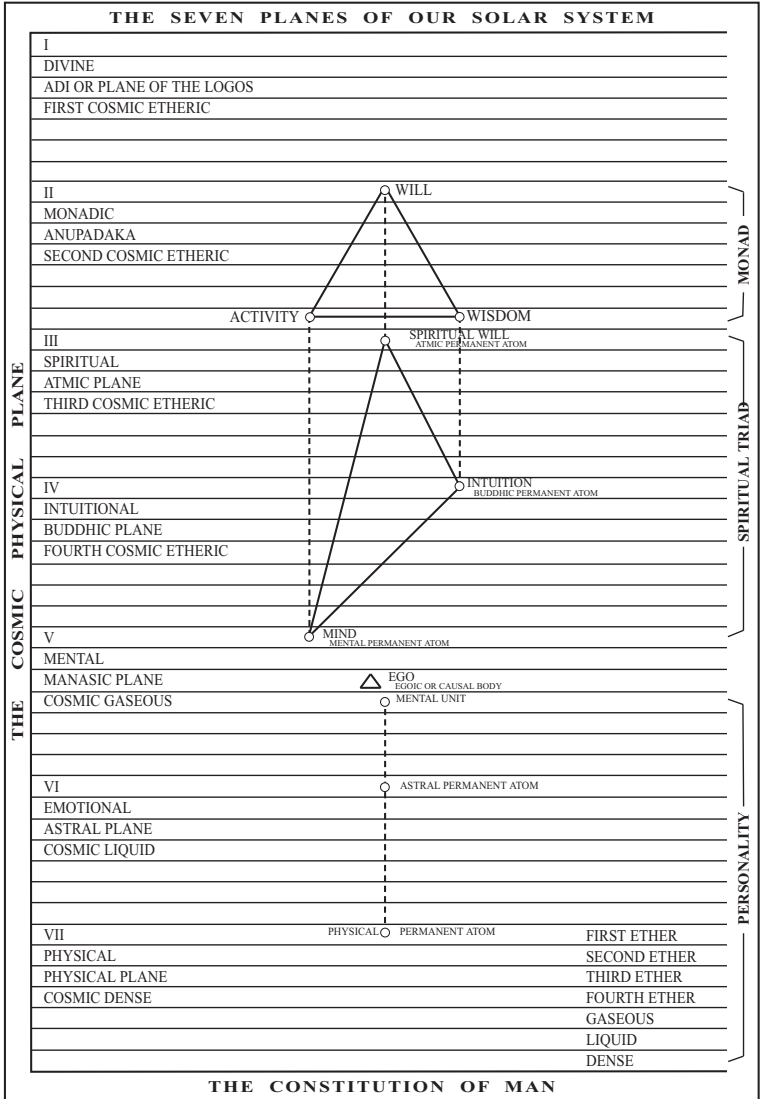 THE SEVEN PLANES OF OUR SOLAR SYSTEM
I
DIVINE
ADI OR PLANE OF THE LOGOS
FIRST COSMIC ETHERIC
II
WILL
MONADIC
ANUPADAKA
SECOND COSMIC ETHERIC
MONAD
ACTIVITY
WISDOM
III
SPIRITUAL WILL
ATMIC PERMANENT ATOM
SPIRITUAL
ATMIC PLANE
THIRD COSMIC ETHERIC
SPIRITUAL TRIAD
IV
INTUITION
BUDDHIC PERMANENT ATOM
INTUITIONAL
BUDDHIC PLANE
FOURTH COSMIC ETHERIC
THE COSMIC PHYSICAL PLANE
V
MIND
MENTAL PERMANENT ATOM
MENTAL
MANASIC PLANE
EGO
EGOIC OR CAUSAL BODY
COSMIC GASEOUS
MENTAL UNIT
VI
ASTRAL PERMANENT ATOM
EMOTIONAL
ASTRAL PLANE
COSMIC LIQUID
PERSONALITY
VII
PHYSICAL PERMANENT ATOM
FIRST ETHER
PHYSICAL
SECOND ETHER
PHYSICAL PLANE
THIRD ETHER
COSMIC DENSE
FOURTH ETHER
GASEOUS
LIQUID
DENSE
THE CONSTITUTION OF MAN